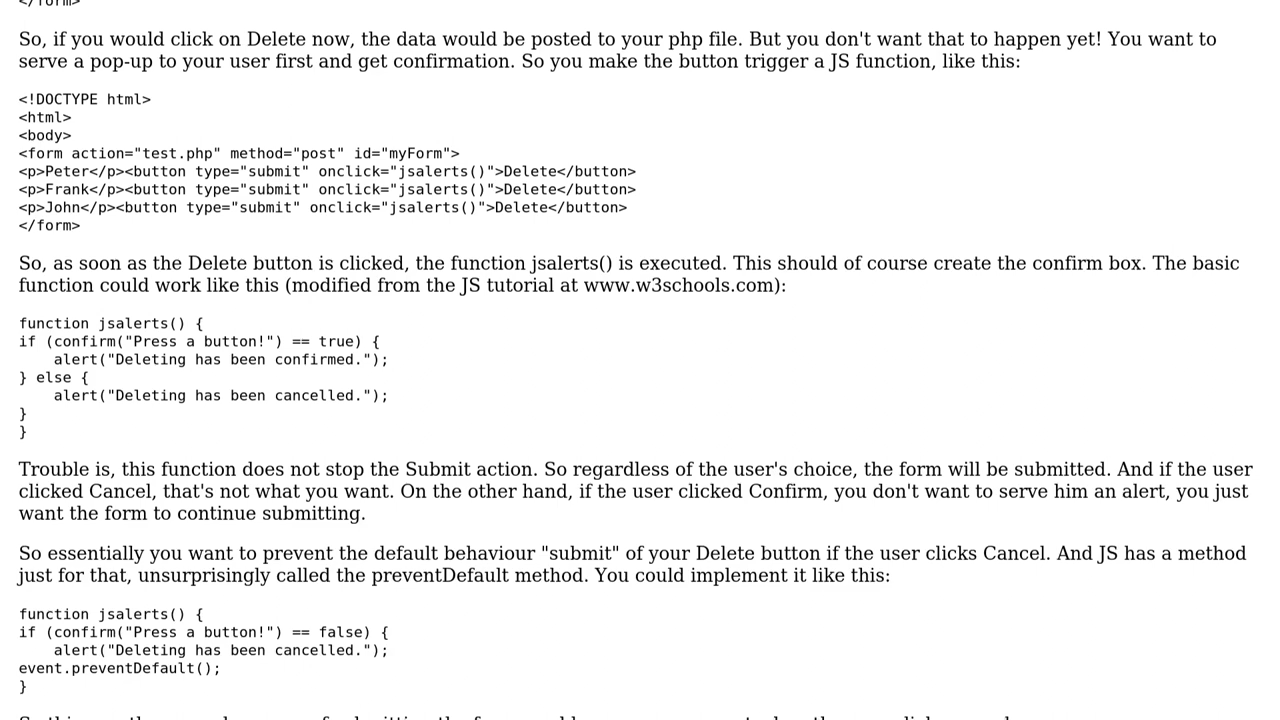 </form>
So, if you would click on Delete now, the data would be posted to your php file. But you don't want that to happen yet! You want to
serve a pop-up to your user first and get confirmation. So you make the button trigger a JS function, like this:
<!DOCTYPE html>
<html>
<body>
<form action="test.php" method="post" id="myForm">
<p>Peter</p><button type="submit" onclick="jsalerts()">Delete</button>
<p>Frank</p><button type="submit" onclick="jsalerts()">Delete</button>
<p>John</p><button type="submit" onclick="jsalerts()">Delete</button>
</form>
So, as soon as the Delete button is clicked, the function jsalerts() is executed. This should of course create the confirm box. The basic
function could work like this (modified from the JS tutorial at www.w3schools.com):
function jsalerts() {
if (confirm("Press a button!") == true) {
    alert("Deleting has been confirmed.");
} else {
    alert("Deleting has been cancelled.");
}
}
Trouble is, this function does not stop the Submit action. So regardless of the user's choice, the form will be submitted. And if the user
clicked Cancel, that's not what you want. On the other hand, if the user clicked Confirm, you don't want to serve him an alert, you just
want the form to continue submitting.
So essentially you want to prevent the default behaviour "submit" of your Delete button if the user clicks Cancel. And JS has a method
just for that, unsurprisingly called the preventDefault method. You could implement it like this:
function jsalerts() {
if (confirm("Press a button!") == false) {
    alert("Deleting has been cancelled.");
event.preventDefault();
}